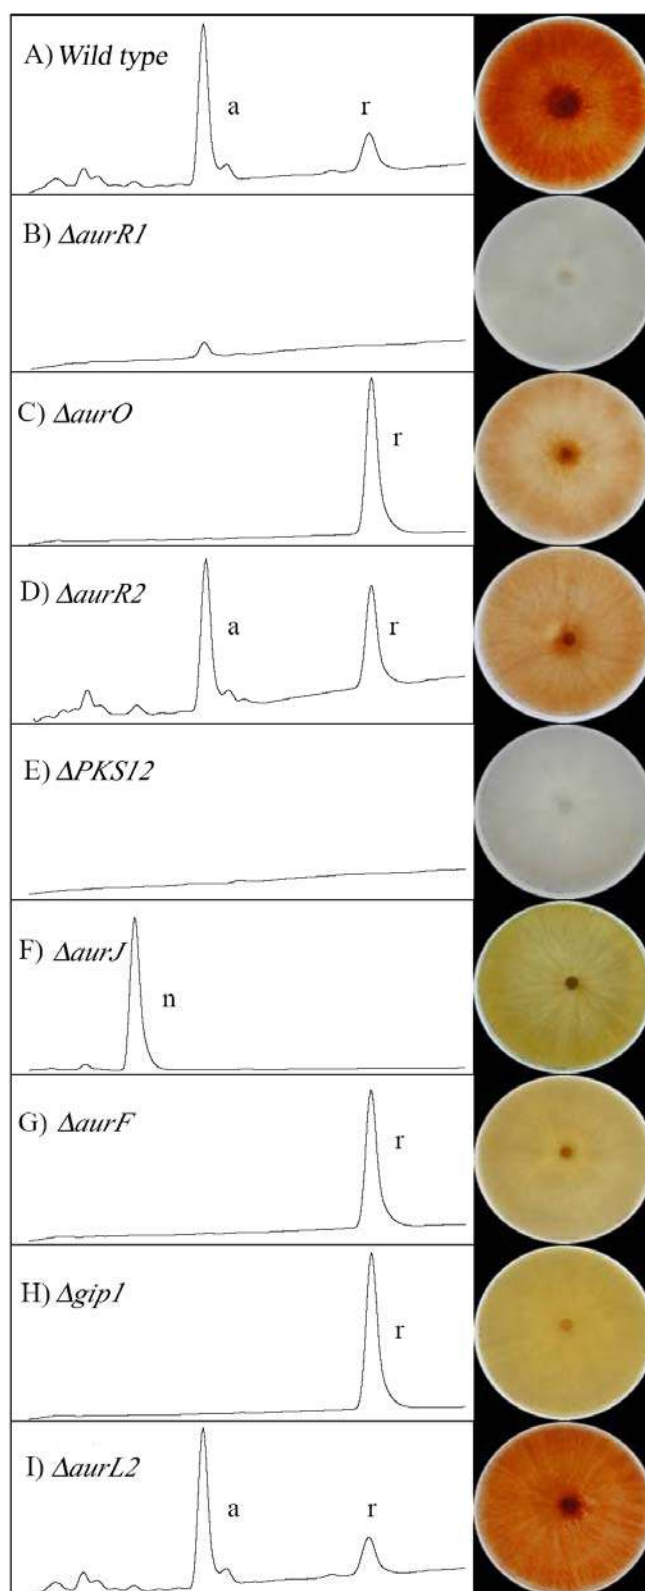 A) Wild type
a
r
B) ΔaurR1
C) ΔaurO
r
D) ΔaurR2
a
r
E) ΔPKS12
F) ΔaurJ
n
G) ΔaurF
r
H) Δgip1
r
I) ΔaurL2
a
r